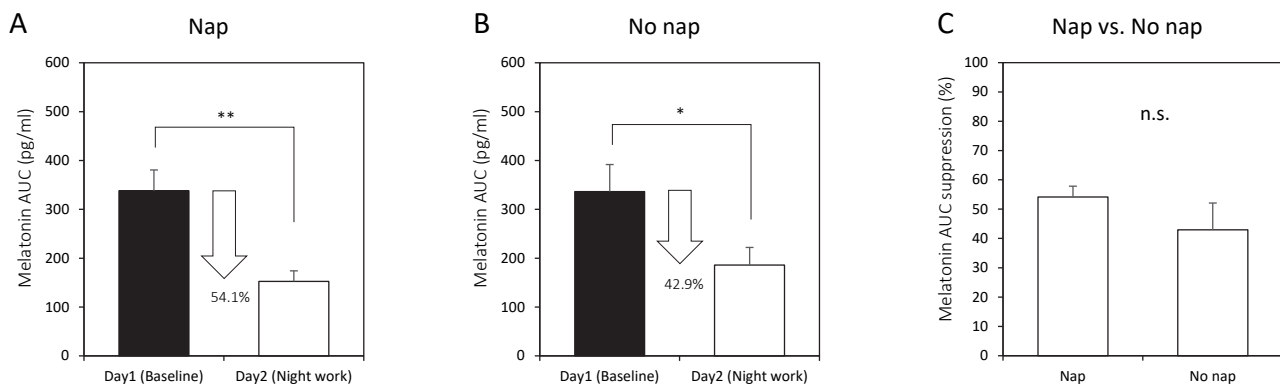 A
Nap
Melatonin AUC (pg/ml)
600
500
400
300
200
100
0
**
54.1%
Day1 (Baseline)
Day2 (Night work)
B
No nap
Melatonin AUC (pg/ml)
600
500
400
300
200
100
0
*
42.9%
Day1 (Baseline)
Day2 (Night work)
C
Nap vs. No nap
Melatonin AUC suppression (%)
100
90
80
70
60
50
40
30
20
10
0
n.s.
Nap
No nap